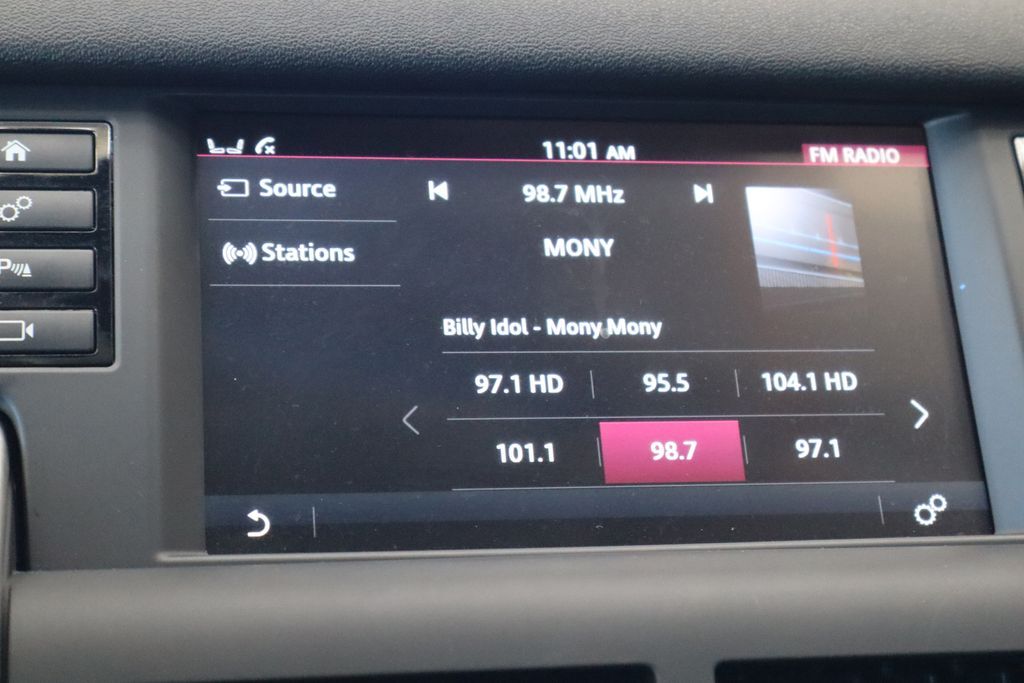 11:01 AM
FM RADIO
Source
98.7 MHz
Stations
MONY
Billy Idol - Mony Mony
97.1 HD
95.5
104.1 HD
101.1
98.7
97.1
P